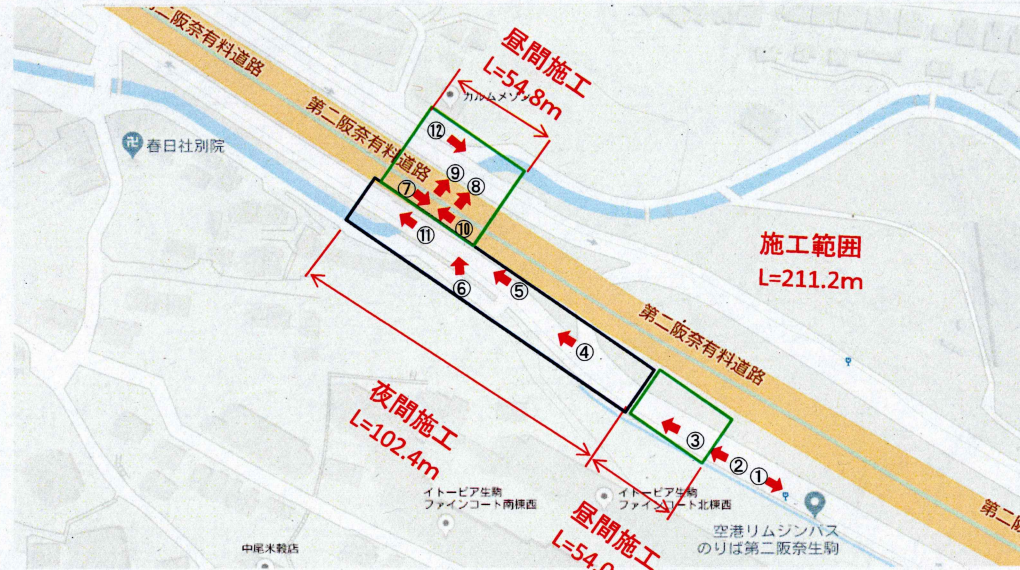 第二阪奈有料道路
昼間施工
L=54.8m
カルムメゾン
第二阪奈有料道路
春日社別院
⑫
⑨
⑧
⑦
⑩
⑪
⑥
⑤
施工範囲
L=211.2m
④
第二阪奈有料道路
夜間施工
L=102.4m
③
②
①
イトーピア生駒
ファインコート南棟西
イトーピア生駒
ファインコート北棟西
空港リムジンバス
のりば第二阪奈生駒
昼間施工
L=54.0
中尾米穀店
第二